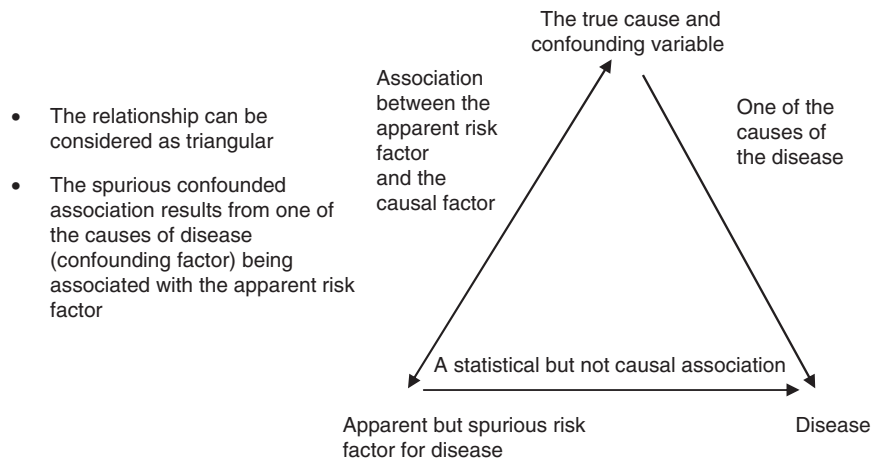 The true cause and
confounding variable
Association
between the
apparent risk
factor
and the
causal factor
One of the
causes of
the disease
• The relationship can be
considered as triangular
• The spurious confounded
association results from one of
the causes of disease
(confounding factor) being
associated with the apparent risk
factor
A statistical but not causal association
Apparent but spurious risk
factor for disease
Disease